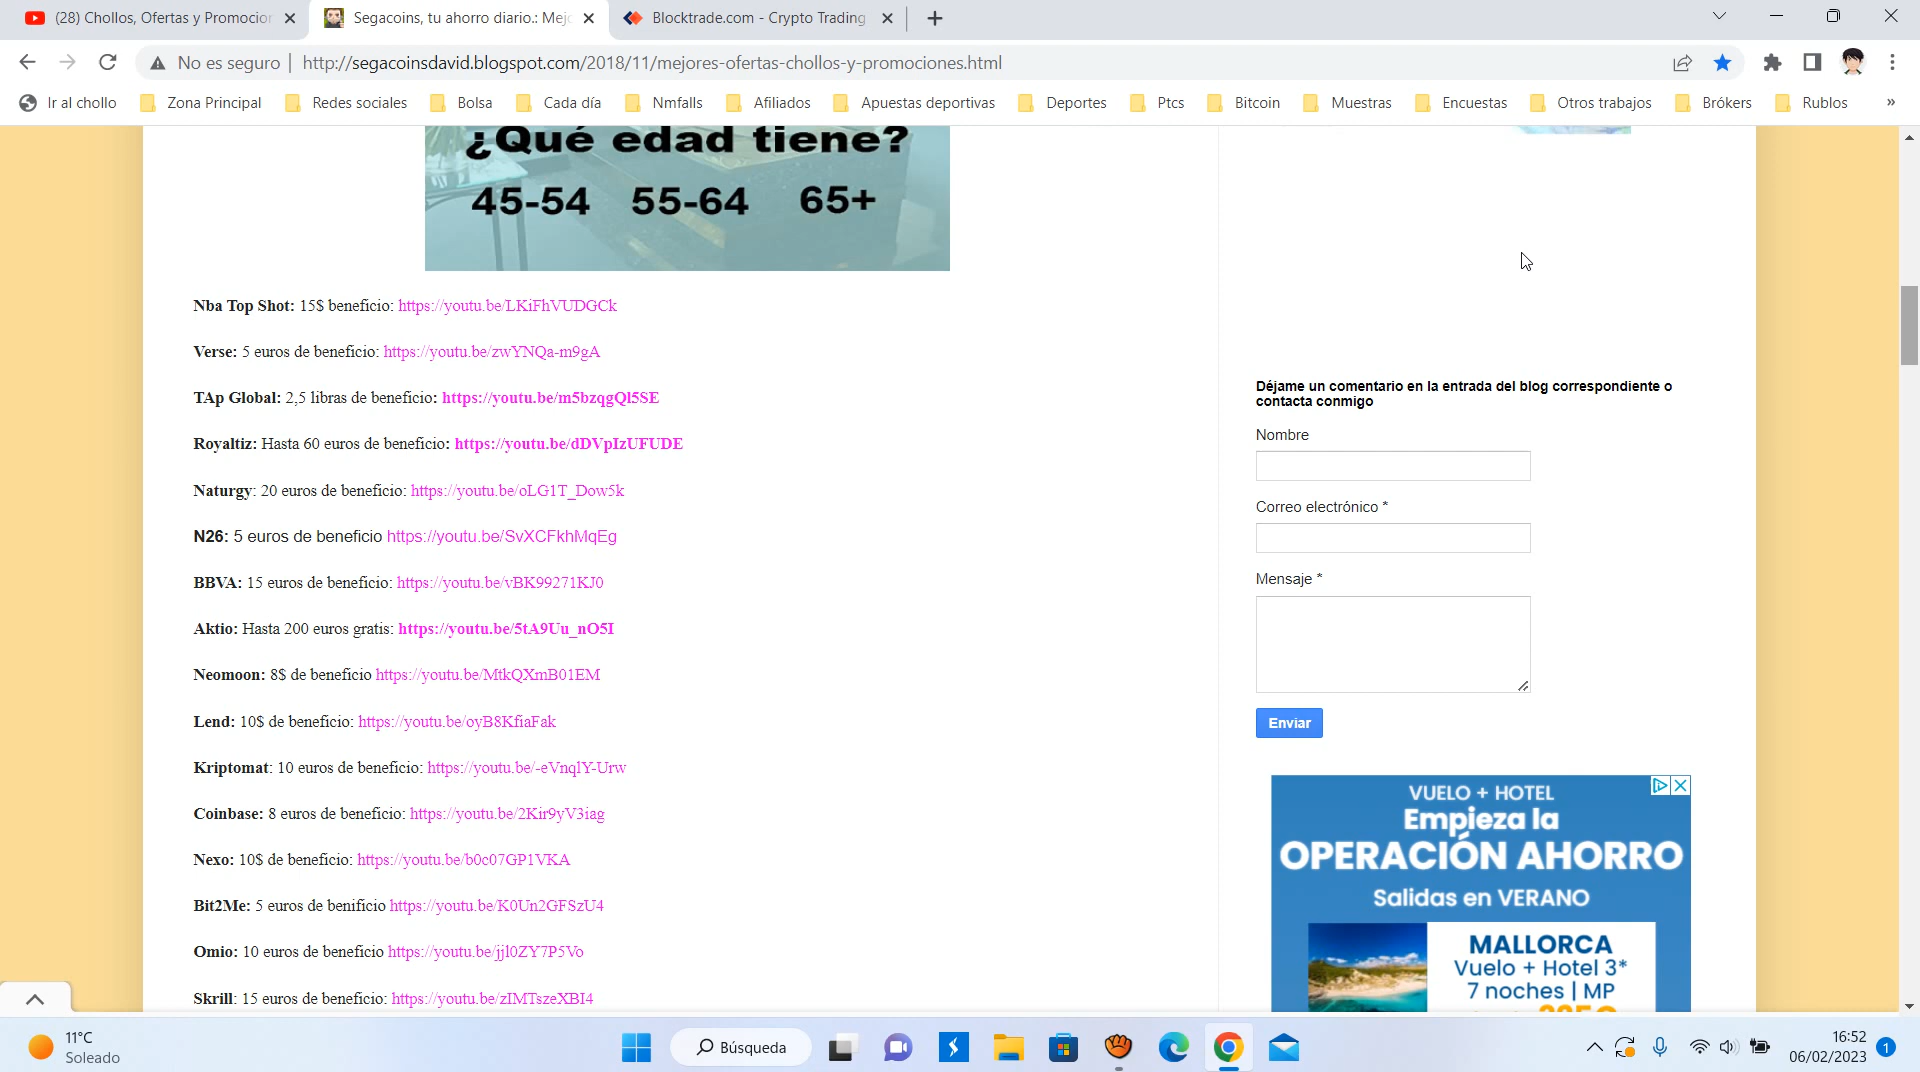 (28) Chollos, Ofertas y Promocion
Segacoins, tu ahorro diario.: Mejo
Blocktrade.com - Crypto Trading
No es seguro | http://segacoinsdavid.blogspot.com/2018/11/mejores-ofertas-chollos-y-promociones.html
Ir al chollo
Zona Principal
Redes sociales
Bolsa
Cada día
Nmfalls
Afiliados
Apuestas deportivas
Deportes
Ptcs
Bitcoin
Muestras
Encuestas
Otros trabajos
Brókers
Rublos
»
¿Qué edad tiene?
45-54 55-64 65+
Nba Top Shot: 15$ beneficio: https://youtu.be/LKiFhVUDGCk
Verse: 5 euros de beneficio: https://youtu.be/zwYNQa-m9gA
TAp Global: 2,5 libras de beneficio: https://youtu.be/m5bzqgQl5SE
Royaltiz: Hasta 60 euros de beneficio: https://youtu.be/dDVpIzUFUDE
Naturgy: 20 euros de beneficio: https://youtu.be/oLG1T_Dow5k
N26: 5 euros de beneficio https://youtu.be/SvXCFkhMqEg
BBVA: 15 euros de beneficio: https://youtu.be/vBK99271KJ0
Aktio: Hasta 200 euros gratis: https://youtu.be/5tA9Uu_nO5I
Neomoon: 8$ de beneficio https://youtu.be/MtkQXmB01EM
Lend: 10$ de beneficio: https://youtu.be/oyB8KfiaFak
Kriptomat: 10 euros de beneficio: https://youtu.be/-eVnqlY-Urw
Coinbase: 8 euros de beneficio: https://youtu.be/2Kir9yV3iag
Nexo: 10$ de beneficio: https://youtu.be/b0c07GP1VKA
Bit2Me: 5 euros de benificio https://youtu.be/K0Un2GFSzU4
Omio: 10 euros de beneficio https://youtu.be/jjl0ZY7P5Vo
Skrill: 15 euros de beneficio: https://youtu.be/zIMTszeXBI4
Déjame un comentario en la entrada del blog correspondiente o
contacta conmigo
Nombre
Correo electrónico *
Mensaje *
Enviar
VUELO + HOTEL
Empieza la
OPERACIÓN AHORRO
Salidas en VERANO
MALLORCA
Vuelo + Hotel 3*
7 noches | MP
11°C
Soleado
Búsqueda
16:52
06/02/2023
1